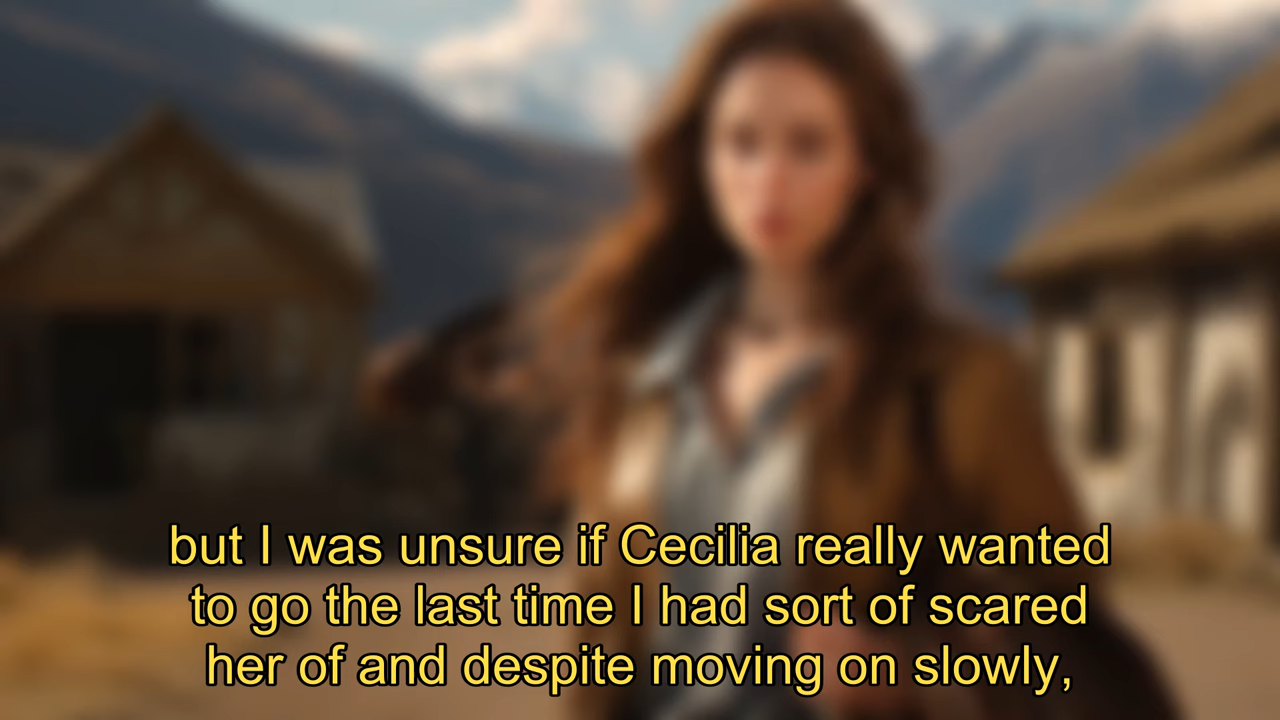 but I was unsure if Cecilia really wanted
to go the last time I had sort of scared
her of and despite moving on slowly,